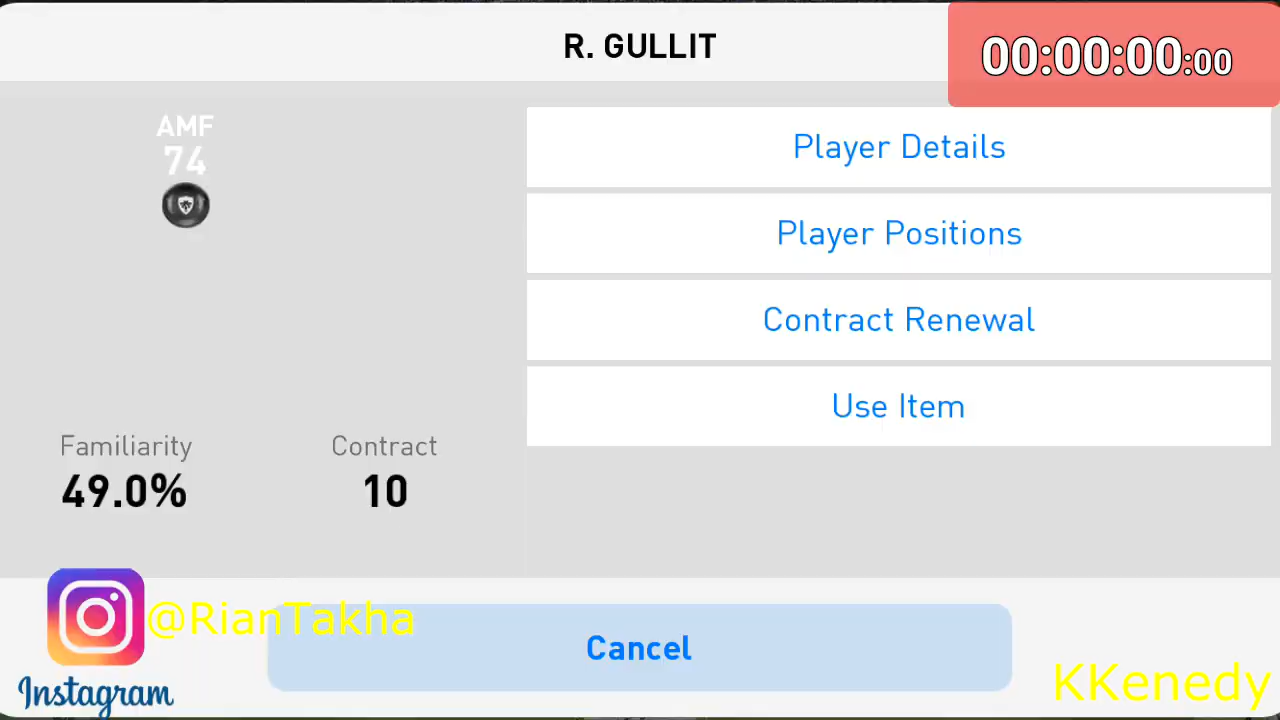 R. GULLIT
00:00:00:00
AMF
74
Player Details
Player Positions
Contract Renewal
Use Item
Familiarity
49.0%
Contract
10
@RianTakha
Cancel
Instagram
KKenedy